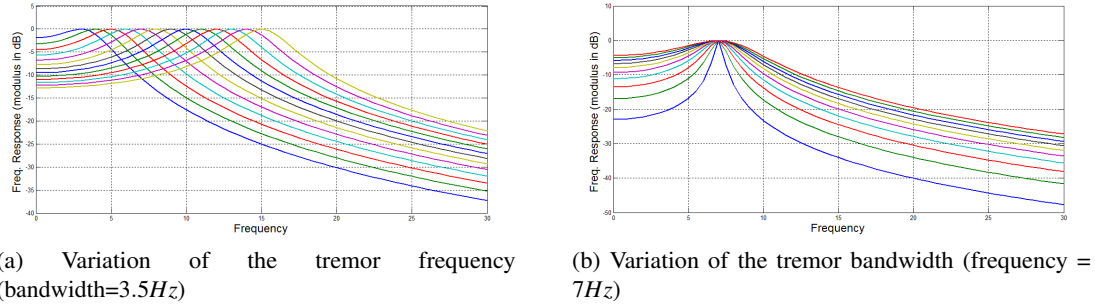 Freq. Response (modulus in dB)
5
0
-5
-10
-15
-20
-25
-30
-35
-40
0 5 10 15 20 25 30
Frequency
(a) Variation of the tremor frequency
(bandwidth=3.5Hz)
Freq. Response (modulus in dB)
10
0
-10
-20
-30
-40
-50
0 5 10 15 20 25 30
Frequency
(b) Variation of the tremor bandwidth (frequency =
7Hz)